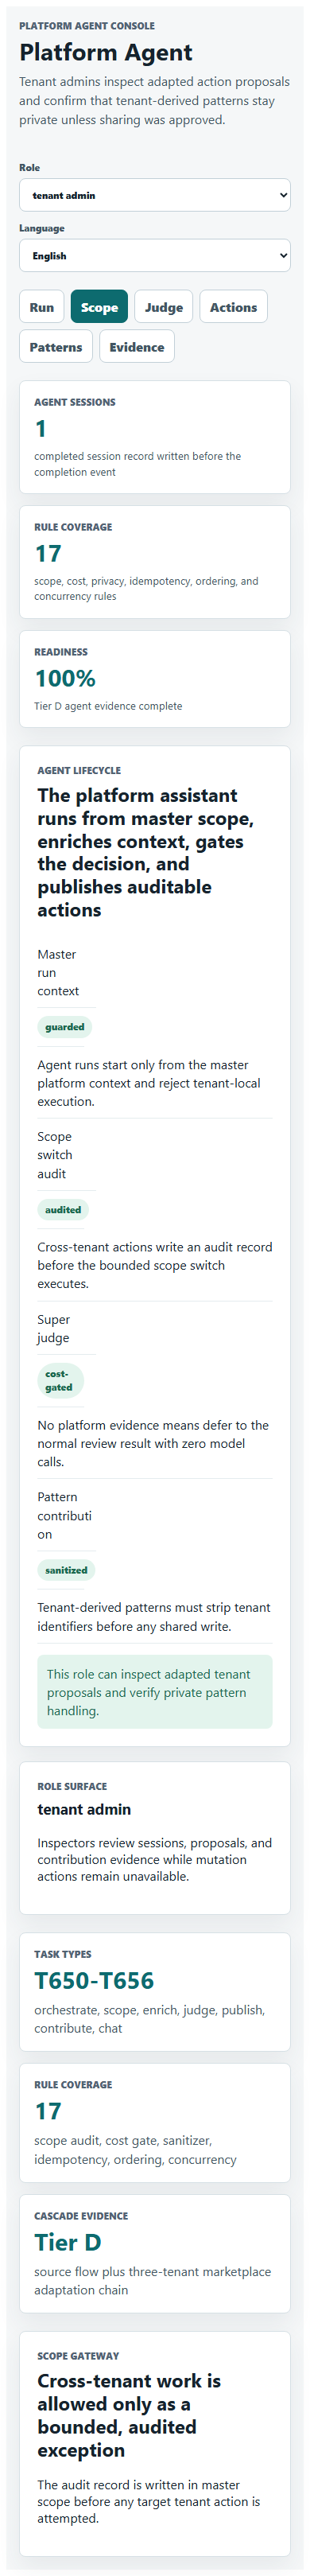 PLATFORM AGENT CONSOLE
Platform Agent
Tenant admins inspect adapted action proposals
and confirm that tenant-derived patterns stay
private unless sharing was approved.
Role
tenant admin
Language
English
Run Scope Judge Actions
Patterns Evidence
AGENT SESSIONS
1
completed session record written before the
completion event
RULE COVERAGE
17
scope, cost, privacy, idempotency, ordering, and
concurrency rules
READINESS
100%
Tier D agent evidence complete
AGENT LIFECYCLE
The platform assistant
runs from master scope,
enriches context, gates
the decision, and
publishes auditable
actions
Master
run
context
guarded
Agent runs start only from the master
platform context and reject tenant-local
execution.
Scope
switch
audit
audited
Cross-tenant actions write an audit record
before the bounded scope switch
executes.
Super
judge
cost-
gated
No platform evidence means defer to the
normal review result with zero model
calls.
Pattern
contributi
on
sanitized
Tenant-derived patterns must strip tenant
identifiers before any shared write.
This role can inspect adapted tenant
proposals and verify private pattern
handling.
ROLE SURFACE
tenant admin
Inspectors review sessions, proposals, and
contribution evidence while mutation
actions remain unavailable.
TASK TYPES
T650-T656
orchestrate, scope, enrich, judge, publish,
contribute, chat
RULE COVERAGE
17
scope audit, cost gate, sanitizer,
idempotency, ordering, concurrency
CASCADE EVIDENCE
Tier D
source flow plus three-tenant marketplace
adaptation chain
SCOPE GATEWAY
Cross-tenant work is
allowed only as a
bounded, audited
exception
The audit record is written in master
scope before any target tenant action is
attempted.